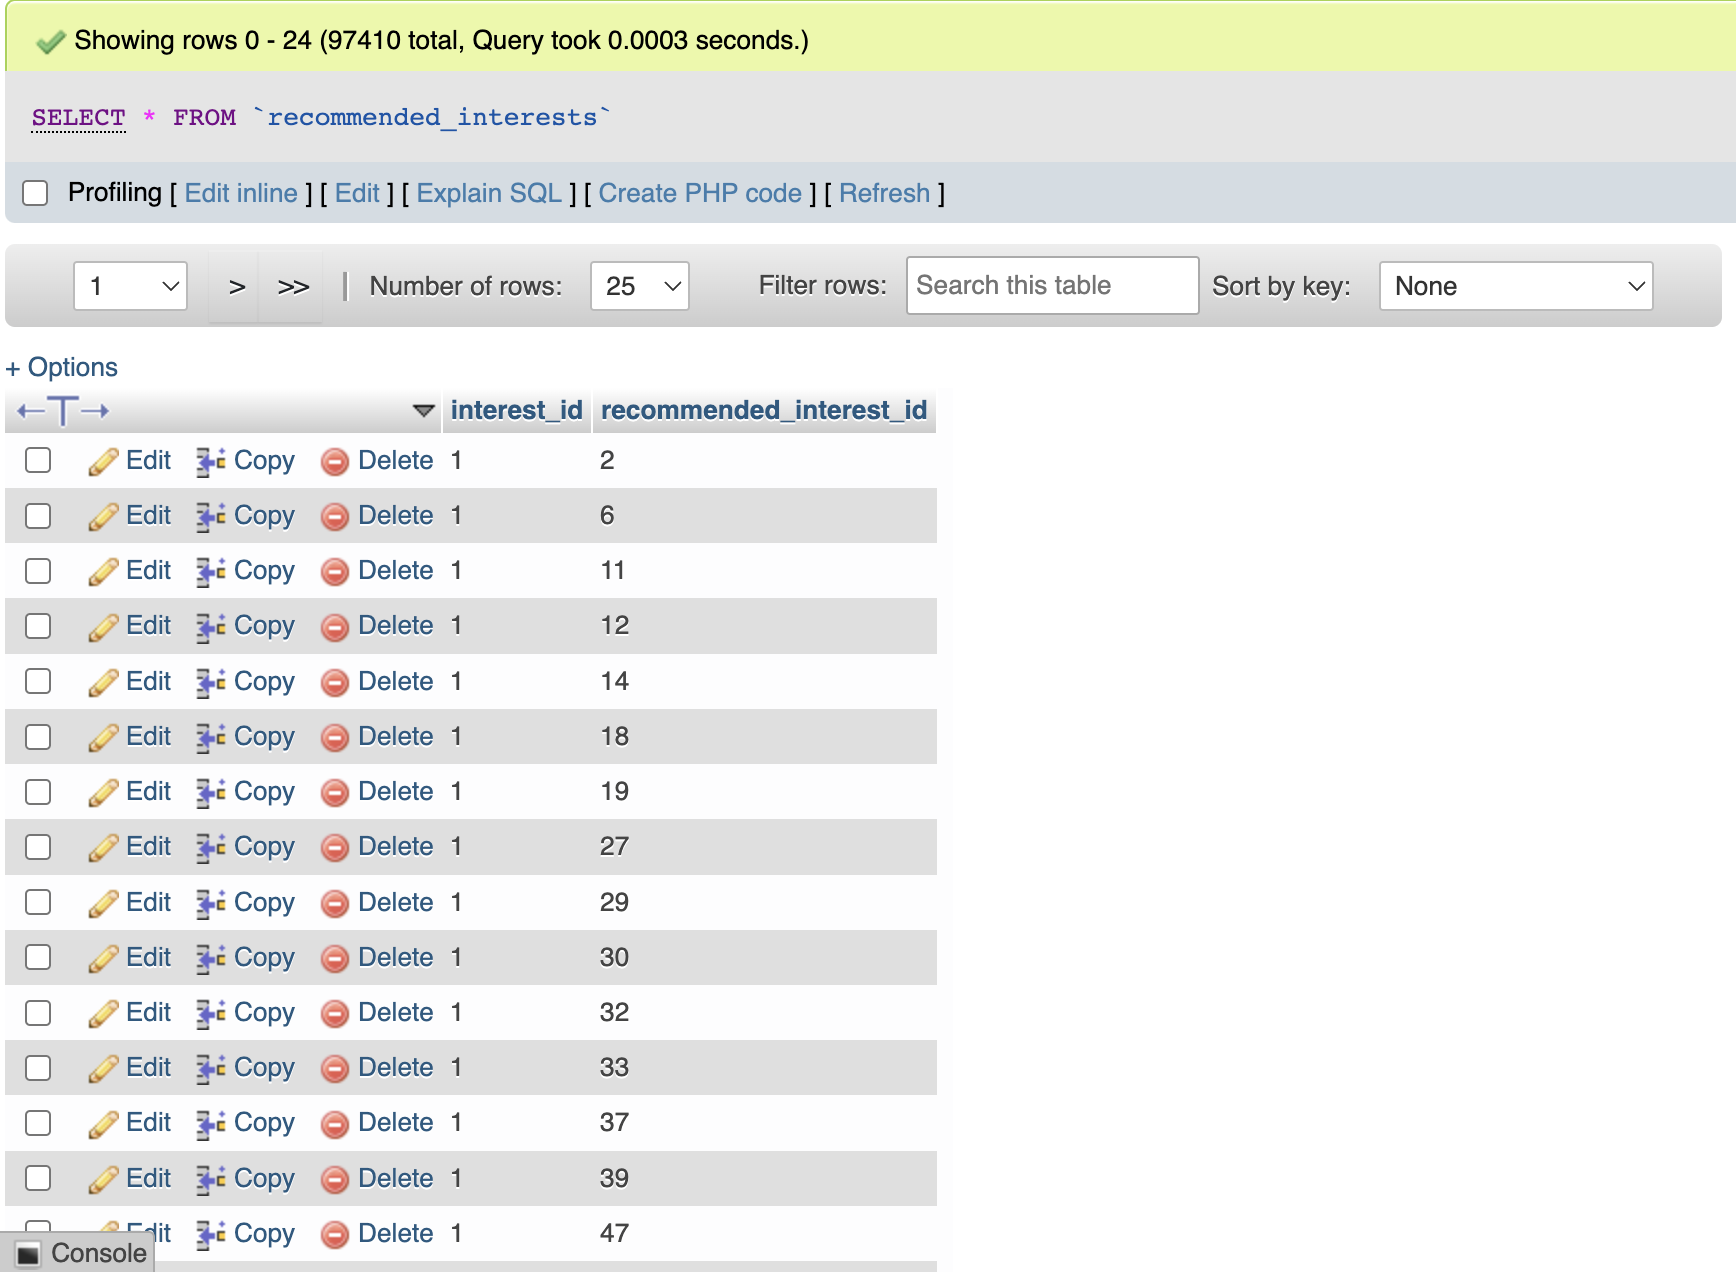 Showing rows 0 - 24 (97410 total, Query took 0.0003 seconds.)
SELECT * FROM `recommended_interests`
Profiling [ Edit inline ] [ Edit ] [ Explain SQL ] [ Create PHP code ] [ Refresh ]
1 > >> | Number of rows: 25 Filter rows: Search this table Sort by key: None
+ Options
←T→ interest_id recommended_interest_id
Edit Copy Delete 1 2
Edit Copy Delete 1 6
Edit Copy Delete 1 11
Edit Copy Delete 1 12
Edit Copy Delete 1 14
Edit Copy Delete 1 18
Edit Copy Delete 1 19
Edit Copy Delete 1 27
Edit Copy Delete 1 29
Edit Copy Delete 1 30
Edit Copy Delete 1 32
Edit Copy Delete 1 33
Edit Copy Delete 1 37
Edit Copy Delete 1 39
Edit Copy Delete 1 47
Console